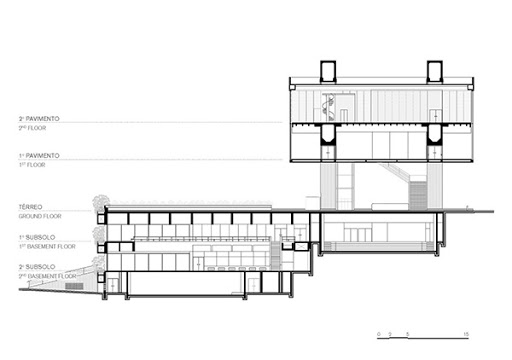 2º PAVIMENTO
2ND FLOOR
1º PAVIMENTO
1ST FLOOR
TÉRREO
GROUND FLOOR
1º SUBSOLO
1ST BASEMENT FLOOR
2º SUBSOLO
2ND BASEMENT FLOOR
0 2 5 15